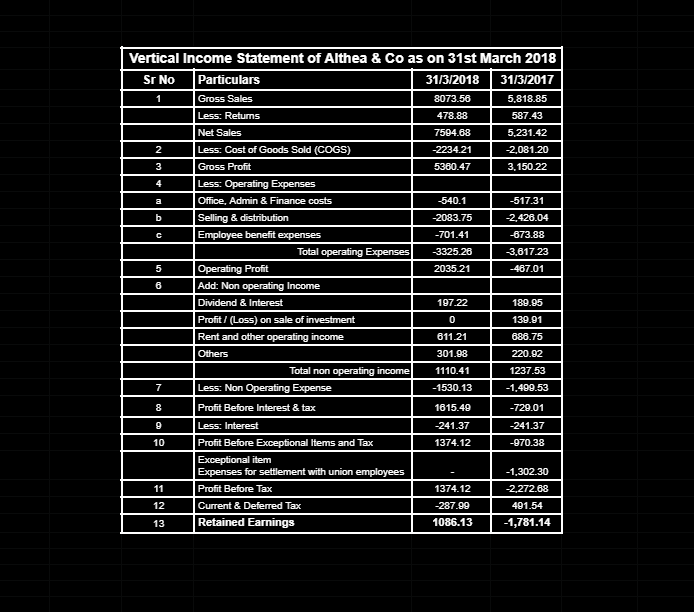 Vertical Income Statement of Althea & Co as on 31st March 2018
Sr No Particulars 31/3/2018 31/3/2017
1 Gross Sales 8073.56 5,818.85
Less: Returns 478.88 587.43
Net Sales 7594.68 5,231.42
2 Less: Cost of Goods Sold (COGS) -2234.21 -2,081.20
3 Gross Profit 5360.47 3,150.22
4 Less: Operating Expenses
a Office, Admin & Finance costs -540.1 -517.31
b Selling & distribution -2083.75 -2,426.04
c Employee benefit expenses -701.41 -673.88
Total operating Expenses -3325.26 -3,617.23
5 Operating Profit 2035.21 -467.01
6 Add: Non operating Income
Dividend & Interest 197.22 189.95
Profit / (Loss) on sale of investment 0 139.91
Rent and other operating income 611.21 686.75
Others 301.98 220.92
Total non operating income 1110.41 1237.53
7 Less: Non Operating Expense -1530.13 -1,499.53
8 Profit Before Interest & tax 1615.49 -729.01
9 Less: Interest -241.37 -241.37
10 Profit Before Exceptional Items and Tax 1374.12 -970.38
Exceptional item
Expenses for settlement with union employees - -1,302.30
11 Profit Before Tax 1374.12 -2,272.68
12 Current & Deferred Tax -287.99 491.54
13 Retained Earnings 1086.13 -1,781.14